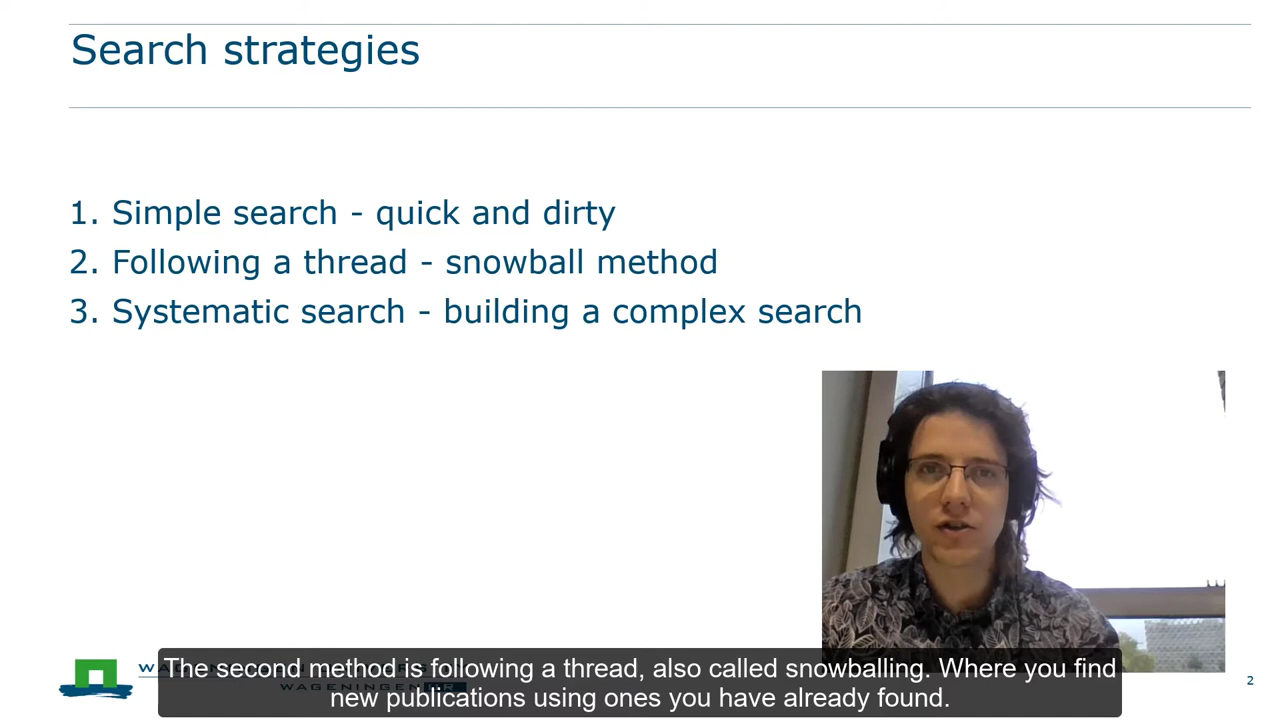 Search strategies
1. Simple search - quick and dirty
2. Following a thread - snowball method
3. Systematic search - building a complex search
The second method is following a thread, also called snowballing. Where you find
new publications using ones you have already found.
2